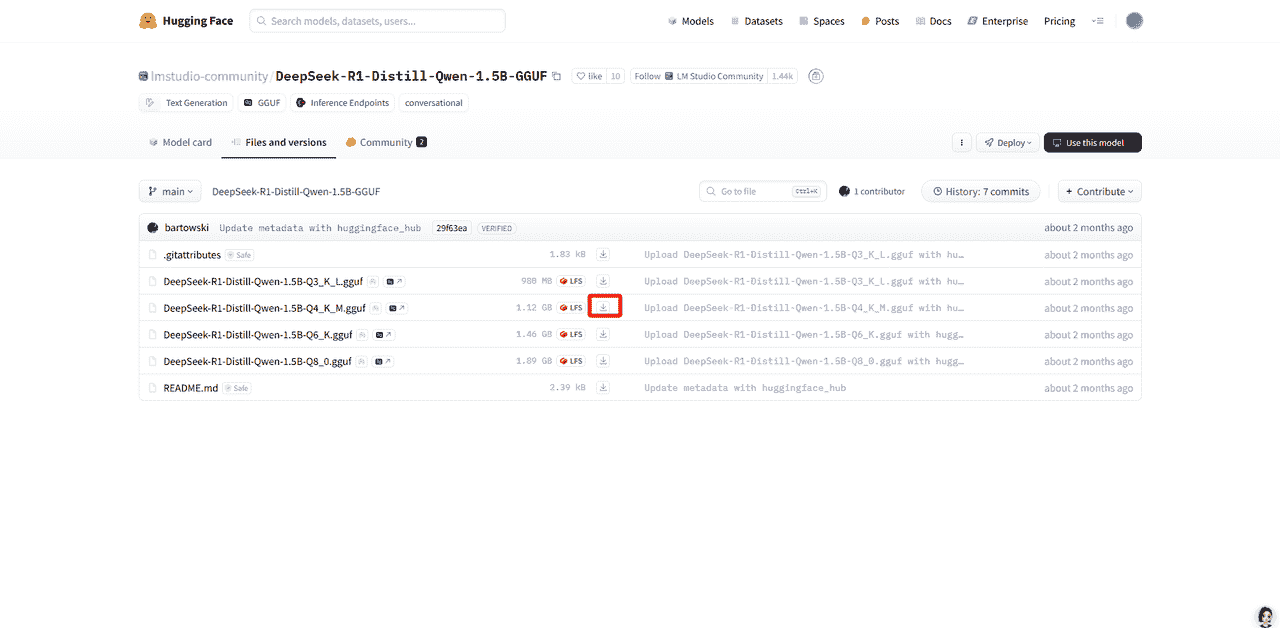 Hugging Face Search models, datasets, users... Models Datasets Spaces Posts Docs Enterprise Pricing
lmstudio-community/DeepSeek-R1-Distill-Qwen-1.5B-GGUF like 10 Follow LM Studio Community 1.44k
Text Generation GGUF Inference Endpoints conversational
Model card Files and versions Community 2 Deploy Use this model
main DeepSeek-R1-Distill-Qwen-1.5B-GGUF Go to file Ctrl+K 1 contributor History: 7 commits + Contribute
bartowski Update metadata with huggingface_hub 29f63ea VERIFIED about 2 months ago
.gitattributes Safe 1.83 kB Upload DeepSeek-R1-Distill-Qwen-1.5B-Q3_K_L.gguf with hu… about 2 months ago
DeepSeek-R1-Distill-Qwen-1.5B-Q3_K_L.gguf 980 MB LFS Upload DeepSeek-R1-Distill-Qwen-1.5B-Q3_K_L.gguf with hu… about 2 months ago
DeepSeek-R1-Distill-Qwen-1.5B-Q4_K_M.gguf 1.12 GB LFS Upload DeepSeek-R1-Distill-Qwen-1.5B-Q4_K_M.gguf with hu… about 2 months ago
DeepSeek-R1-Distill-Qwen-1.5B-Q6_K.gguf 1.46 GB LFS Upload DeepSeek-R1-Distill-Qwen-1.5B-Q6_K.gguf with hugg… about 2 months ago
DeepSeek-R1-Distill-Qwen-1.5B-Q8_0.gguf 1.89 GB LFS Upload DeepSeek-R1-Distill-Qwen-1.5B-Q8_0.gguf with hugg… about 2 months ago
README.md Safe 2.39 kB Update metadata with huggingface_hub about 2 months ago